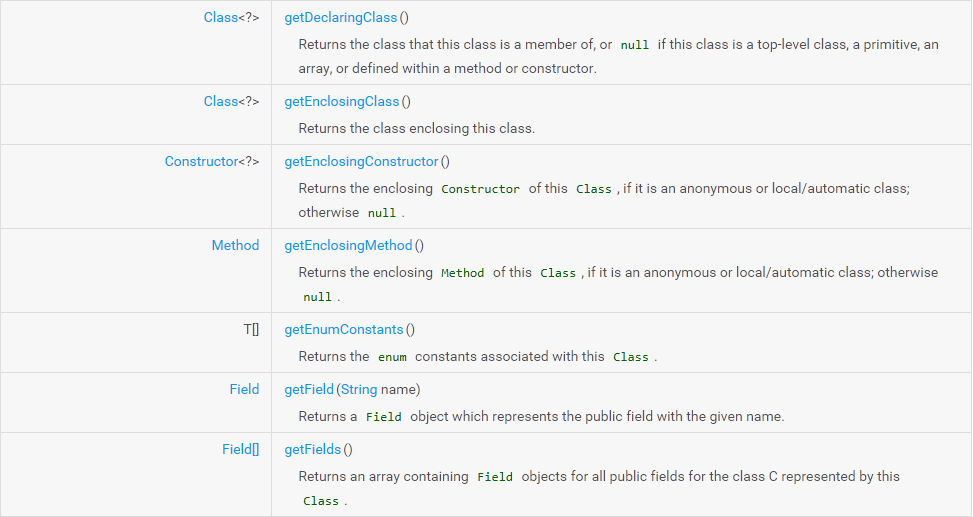 Class<?> getDeclaringClass()
Returns the class that this class is a member of, or null if this class is a top-level class, a primitive, an
array, or defined within a method or constructor.
Class<?> getEnclosingClass()
Returns the class enclosing this class.
Constructor<?> getEnclosingConstructor()
Returns the enclosing Constructor of this Class, if it is an anonymous or local/automatic class;
otherwise null.
Method getEnclosingMethod()
Returns the enclosing Method of this Class, if it is an anonymous or local/automatic class; otherwise
null.
T[] getEnumConstants()
Returns the enum constants associated with this Class.
Field getField(String name)
Returns a Field object which represents the public field with the given name.
Field[] getFields()
Returns an array containing Field objects for all public fields for the class C represented by this
Class.